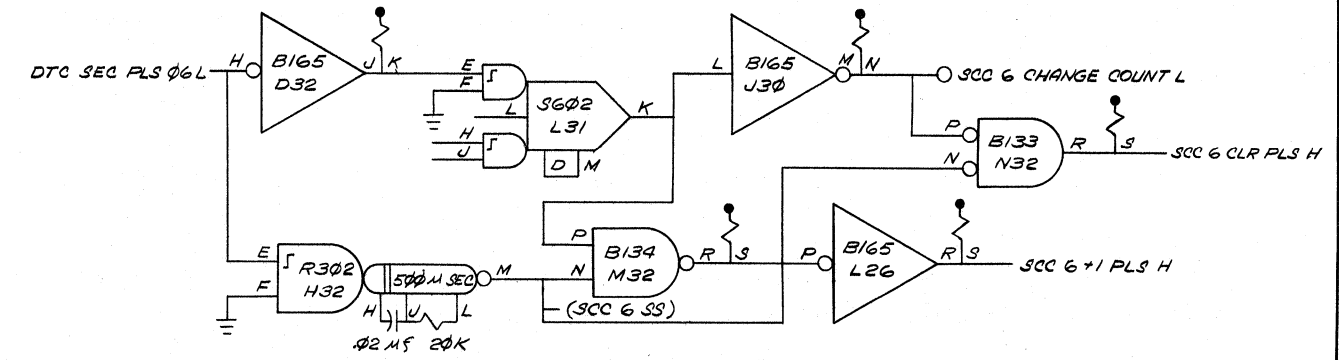 DTC SEC PLS Ø6L
H
B165
D32
J K
E
F
L
H
J
S6Ø2
L31
D M
K
L
B165
J3Ø
M N
SCC 6 CHANGE COUNT L
P
N
B133
N32
R S
SCC 6 CLR PLS H
E
F
R3Ø2
H32
5ØØ M SEC
H J L
.Ø2 µf 2ØK
M
P
N
B134
M32
R S
(SCC 6 SS)
P
B165
L26
R S
SCC 6 +1 PLS H